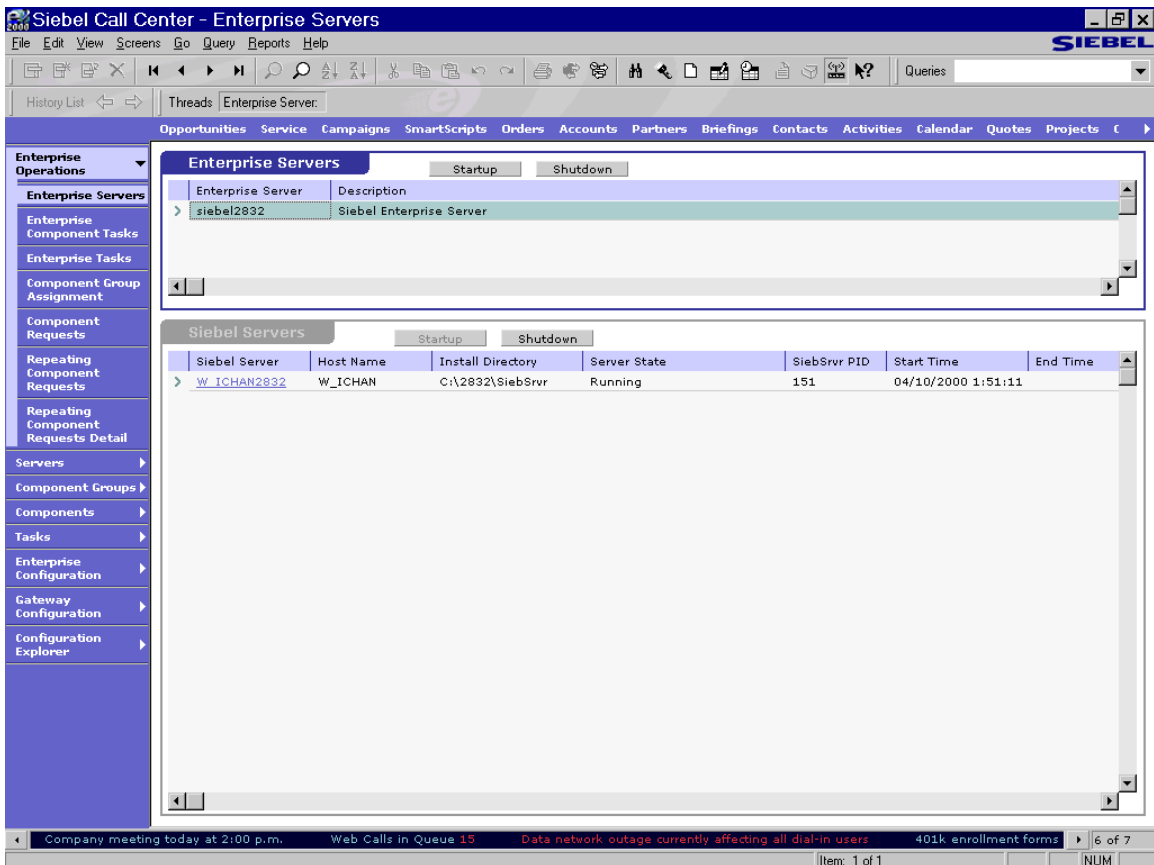 Siebel Call Center - Enterprise Servers
File Edit View Screens Go Query Reports Help
SIEBEL
Queries
History List Threads Enterprise Server:
Opportunities Service Campaigns SmartScripts Orders Accounts Partners Briefings Contacts Activities Calendar Quotes Projects
Enterprise
Operations
Enterprise Servers
Enterprise
Component Tasks
Enterprise Tasks
Component Group
Assignment
Component
Requests
Repeating
Component
Requests
Repeating
Component
Requests Detail
Servers
Component Groups
Components
Tasks
Enterprise
Configuration
Gateway
Configuration
Configuration
Explorer
Enterprise Servers Startup Shutdown
Enterprise Server Description
siebel2832 Siebel Enterprise Server
Siebel Servers Startup Shutdown
Siebel Server Host Name Install Directory Server State SiebSrvr PID Start Time End Time
W_ICHAN2832 W_ICHAN C:\2832\SiebSrvr Running 151 04/10/2000 1:51:11
Company meeting today at 2:00 p.m. Web Calls in Queue 15 Data network outage currently affecting all dial-in users 401k enrollment forms 6 of 7
Item: 1 of 1 NUM